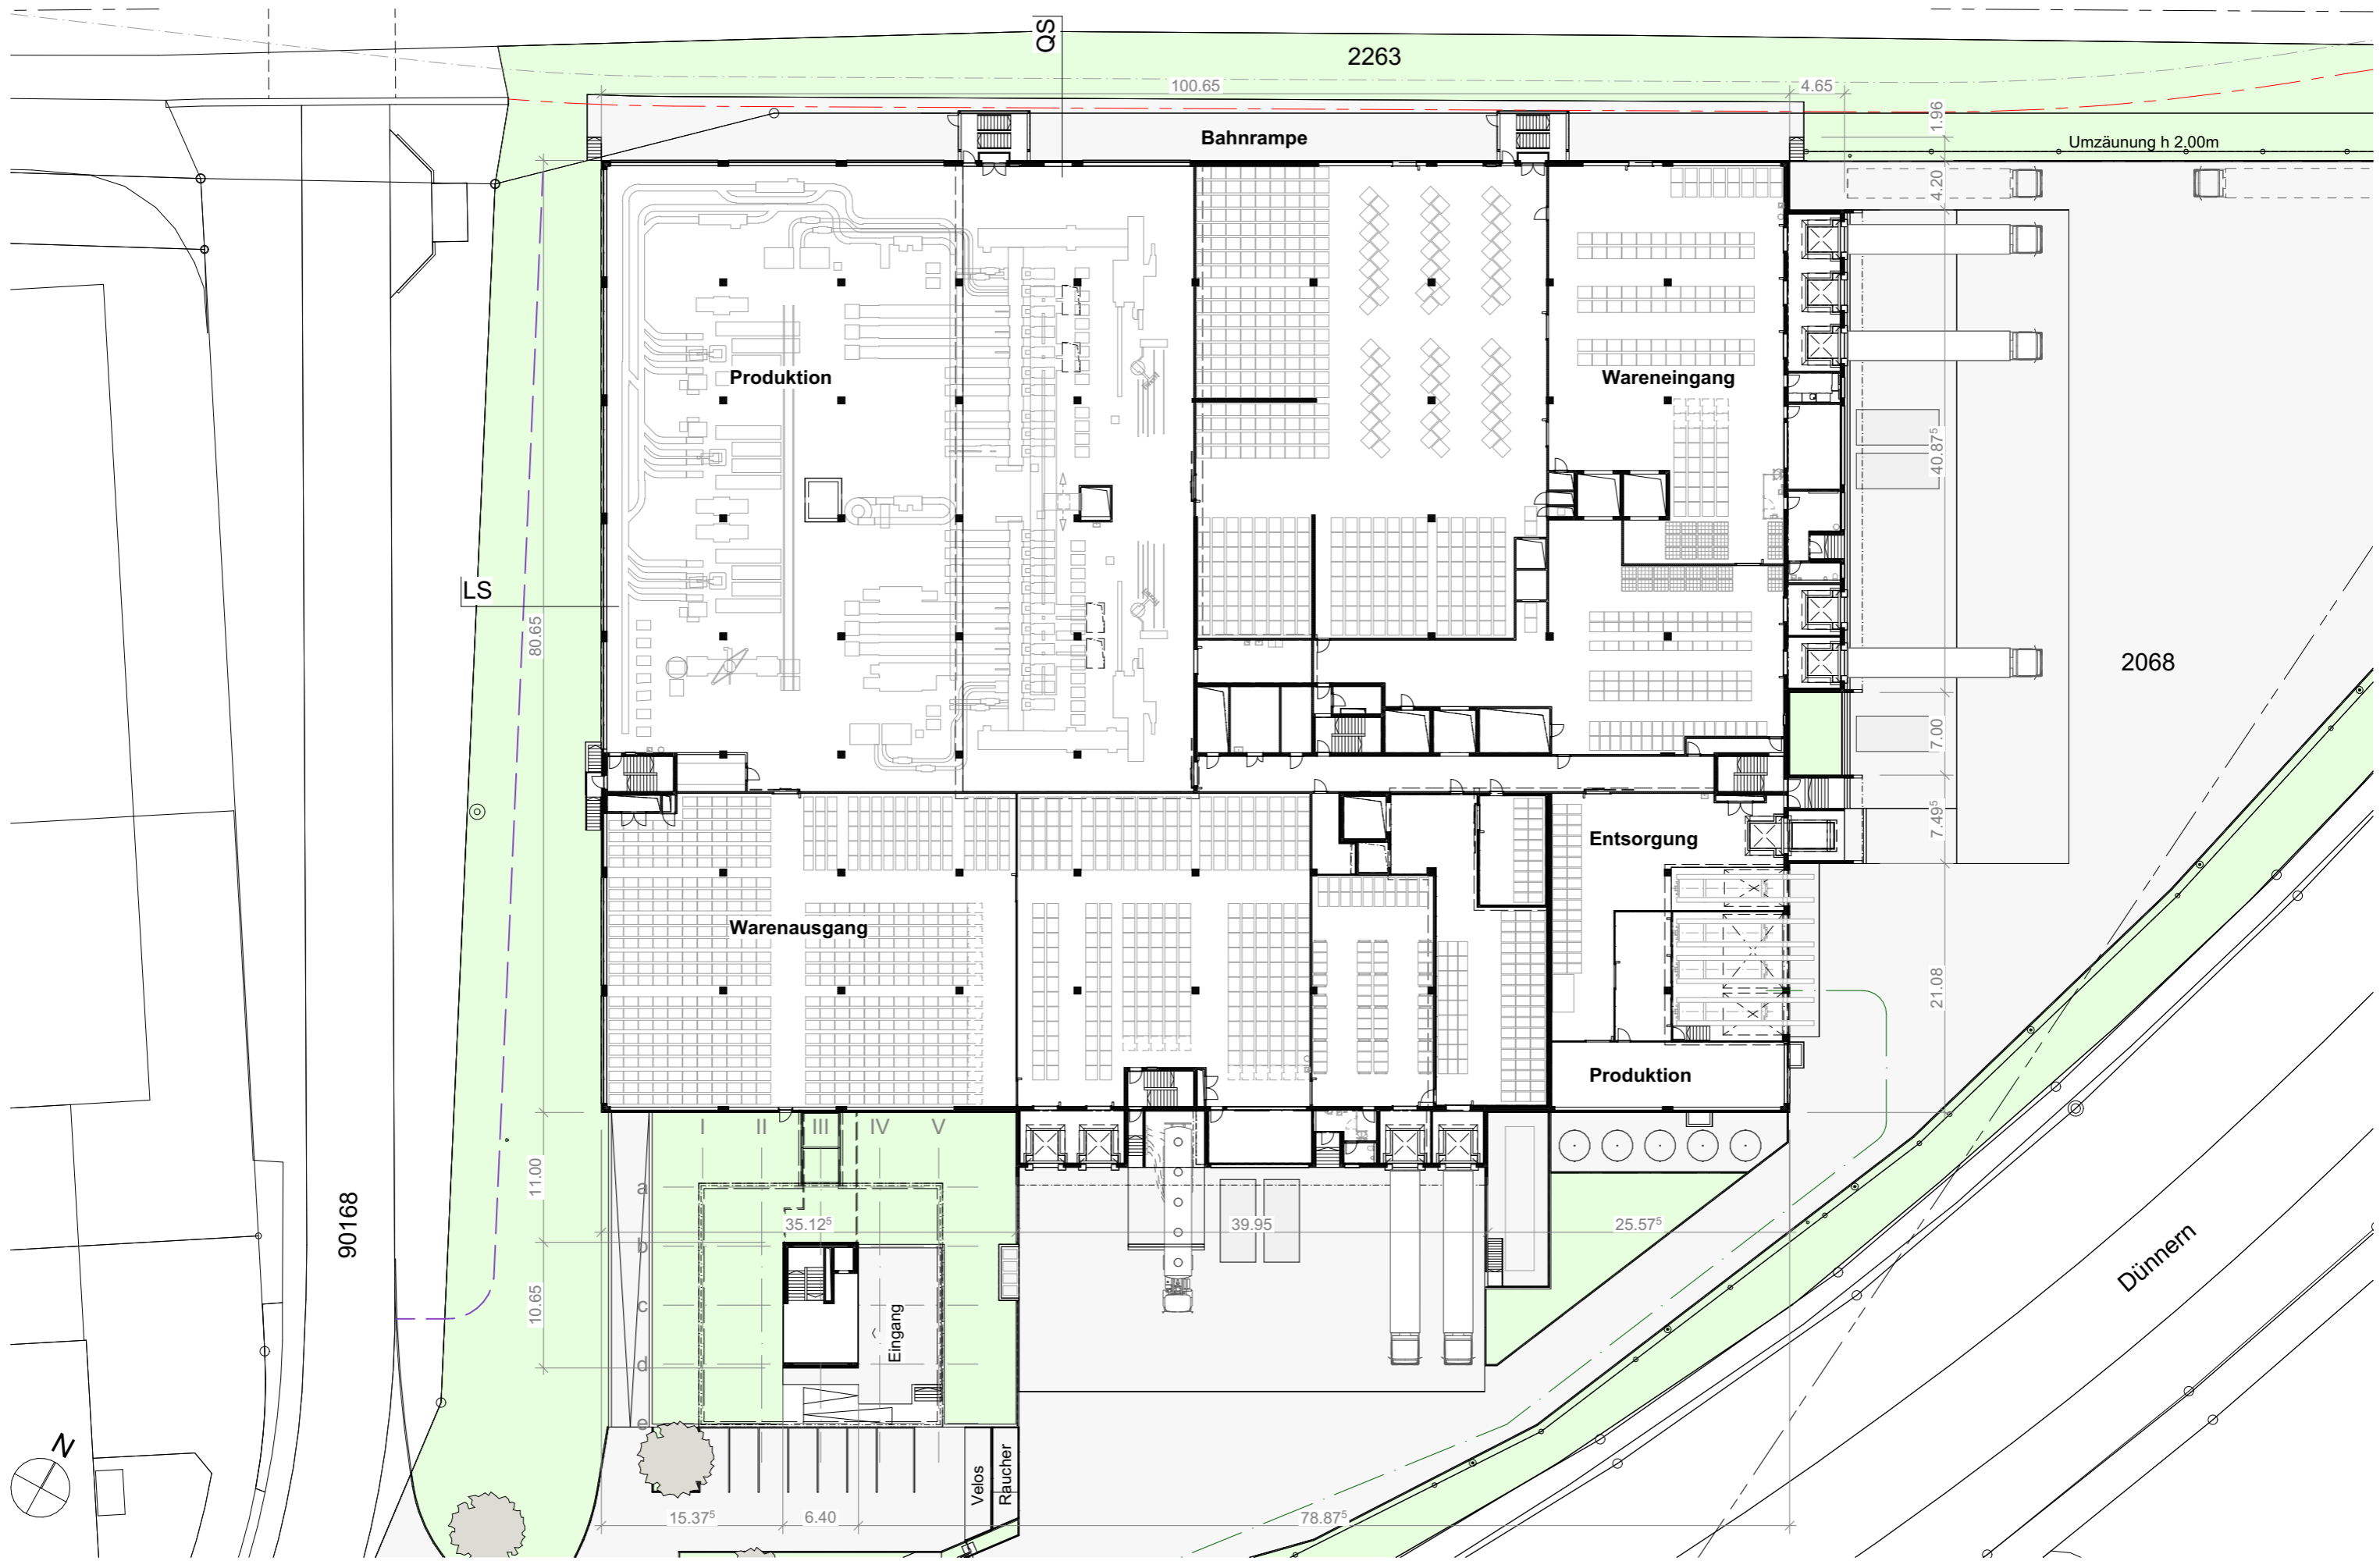 QS
2263
100.65
4.65
1.96
Bahnrampe
Umzäunung h 2.00m
4.20
Produktion
Wareneingang
40.87⁵
LS
80.65
2068
7.00
7.49⁵
Entsorgung
Warenausgang
21.08
Produktion
I II III IV V
11.00
a
90168
35.12⁵
39.95
25.57⁵
b
Dünnern
10.65
c
Eingang
d
e
N
Velos
Raucher
15.37⁵
6.40
78.87⁵